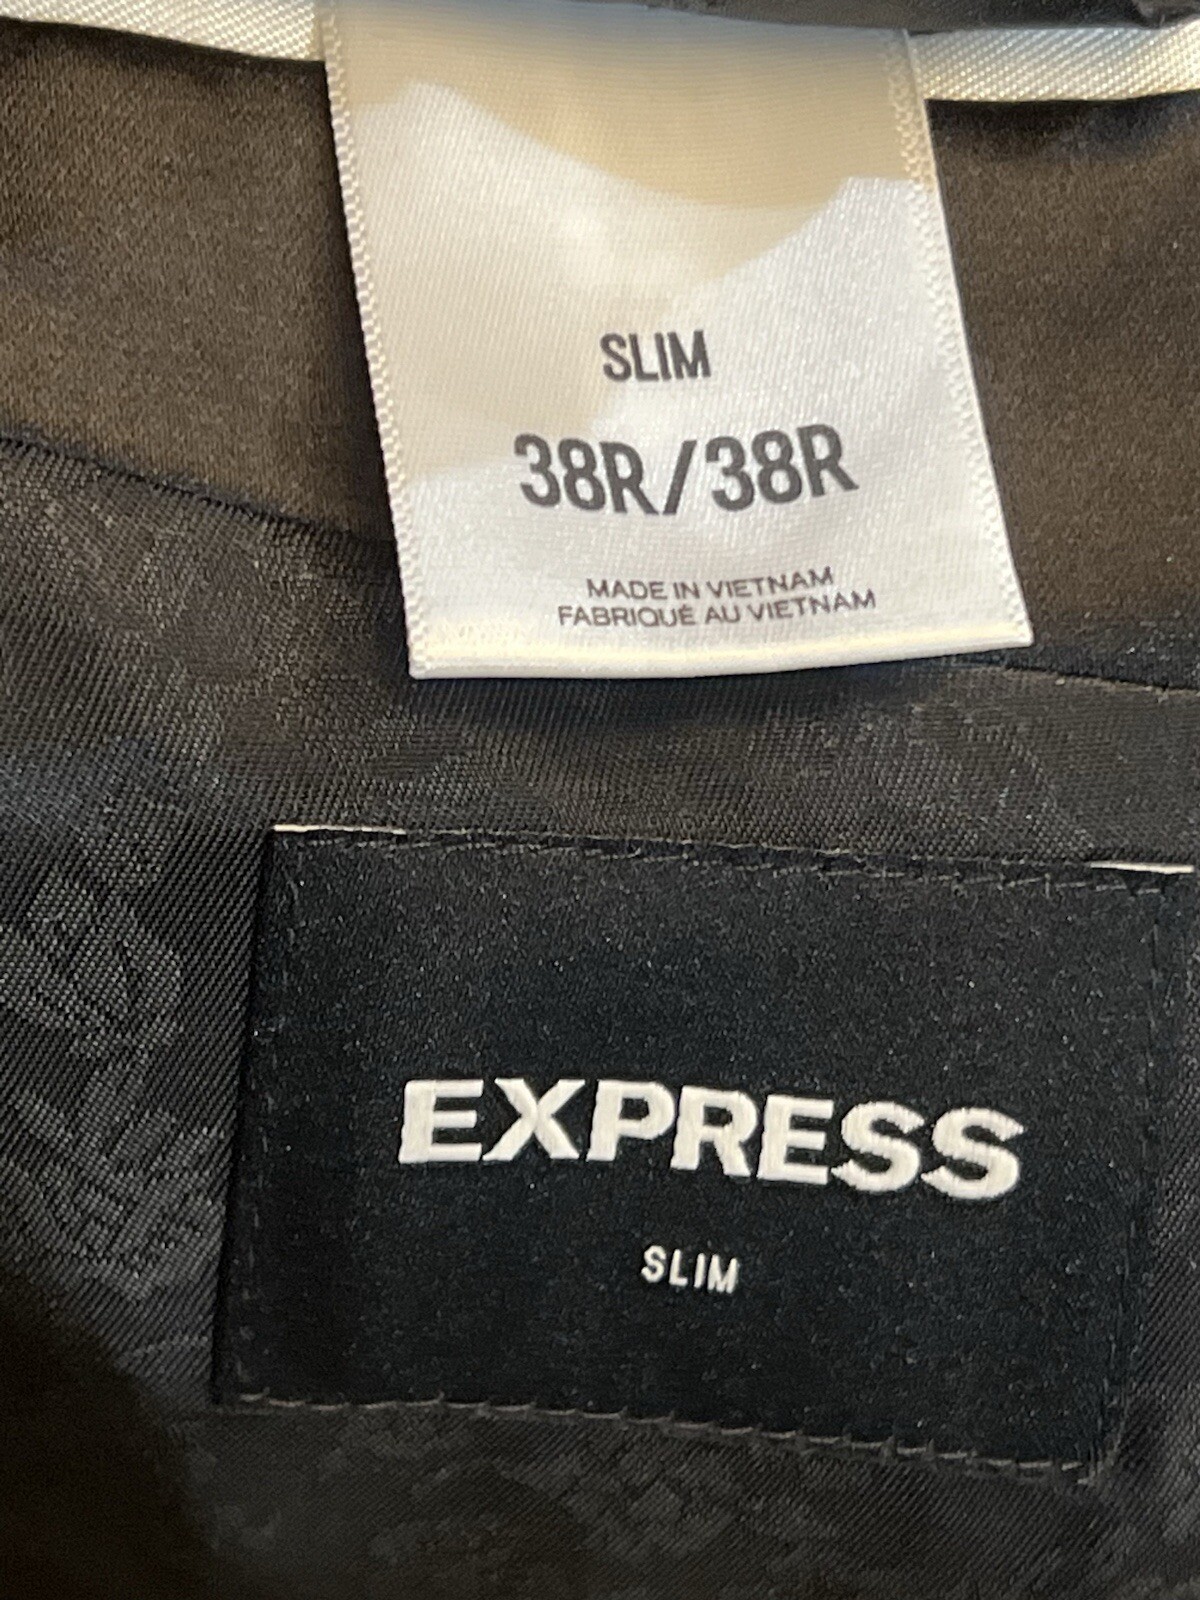 SLIM
38R/38R
MADE IN VIETNAM
FABRIQUÉ AU VIETNAM
EXPRESS
SLIM